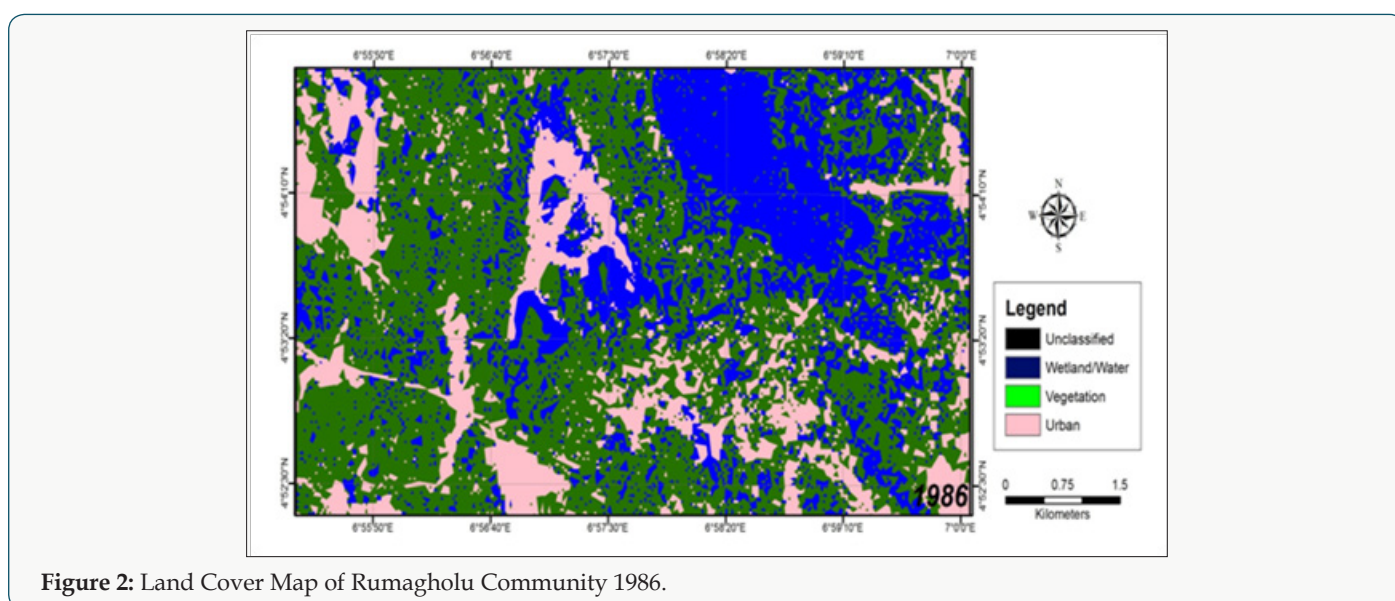 6°55'50"E 6°56'40"E 6°57'30"E 6°58'20"E 6°59'10"E 7°0'0"E
4°54'10"N 4°54'10"N
N
W E
S
4°53'20"N 4°53'20"N
Legend
Unclassified
Wetland/Water
Vegetation
Urban
4°52'30"N 4°52'30"N
1986
0 0.75 1.5
Kilometers
6°55'50"E 6°56'40"E 6°57'30"E 6°58'20"E 6°59'10"E 7°0'0"E
Figure 2: Land Cover Map of Rumagholu Community 1986.